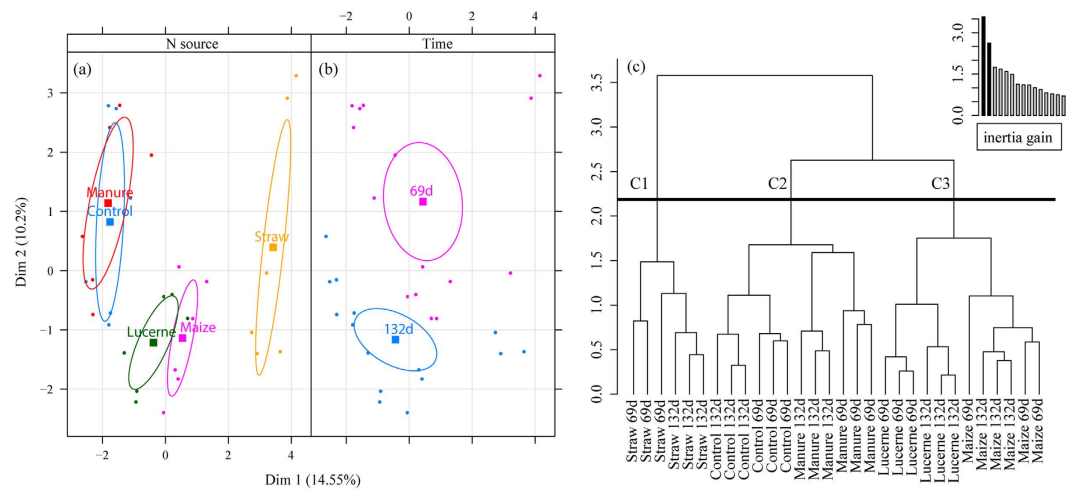 −2 0 2 4
N source Time
(a) (b)
3
2
1
0
−1
−2
Dim 2 (10.2%)
Manure
Control
Straw
Lucerne
Maize
69d
132d
−2 0 2 4
Dim 1 (14.55%)
(c)
3.5
3.0
2.5
2.0
1.5
1.0
0.5
0.0
C1 C2 C3
3.0
1.5
0.0
inertia gain
Straw 69d
Straw 69d
Straw 69d
Straw 132d
Straw 132d
Straw 132d
Control 132d
Control 132d
Control 132d
Control 69d
Control 69d
Control 69d
Manure 132d
Manure 132d
Manure 132d
Manure 69d
Manure 69d
Manure 69d
Lucerne 69d
Lucerne 69d
Lucerne 69d
Lucerne 132d
Lucerne 132d
Lucerne 132d
Maize 69d
Maize 132d
Maize 132d
Maize 132d
Maize 69d
Maize 69d